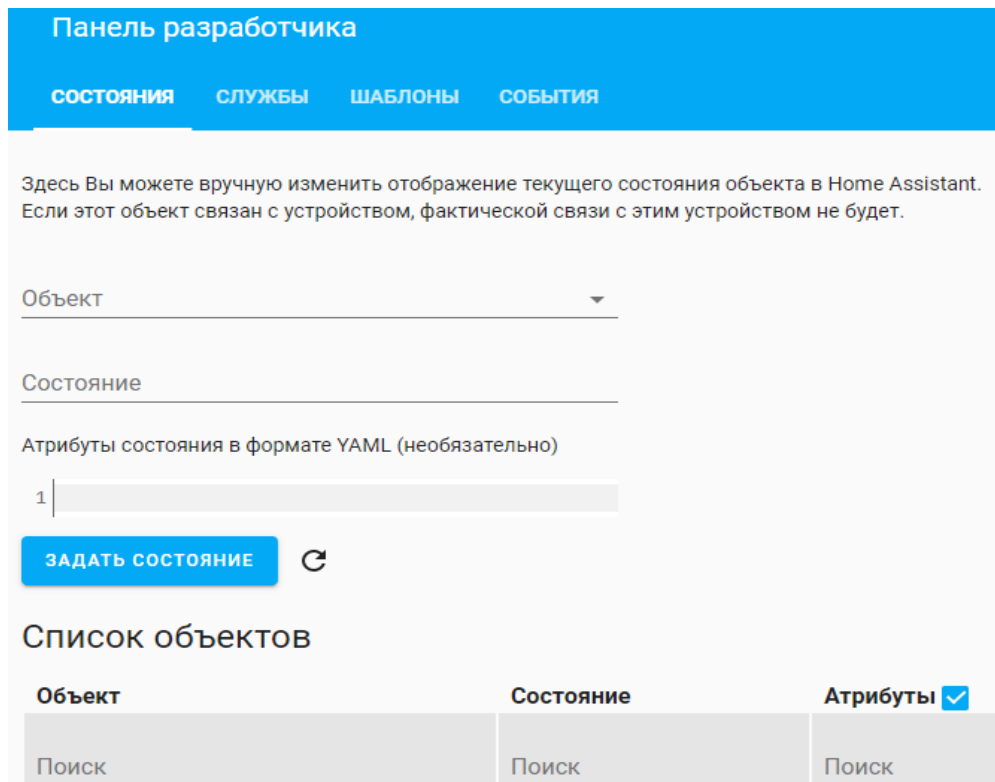 Панель разработчика
СОСТОЯНИЯ СЛУЖБЫ ШАБЛОНЫ СОБЫТИЯ
Здесь Вы можете вручную изменить отображение текущего состояния объекта в Home Assistant.
Если этот объект связан с устройством, фактической связи с этим устройством не будет.
Объект
Состояние
Атрибуты состояния в формате YAML (необязательно)
1
ЗАДАТЬ СОСТОЯНИЕ
Список объектов
Объект Состояние Атрибуты
Поиск Поиск Поиск